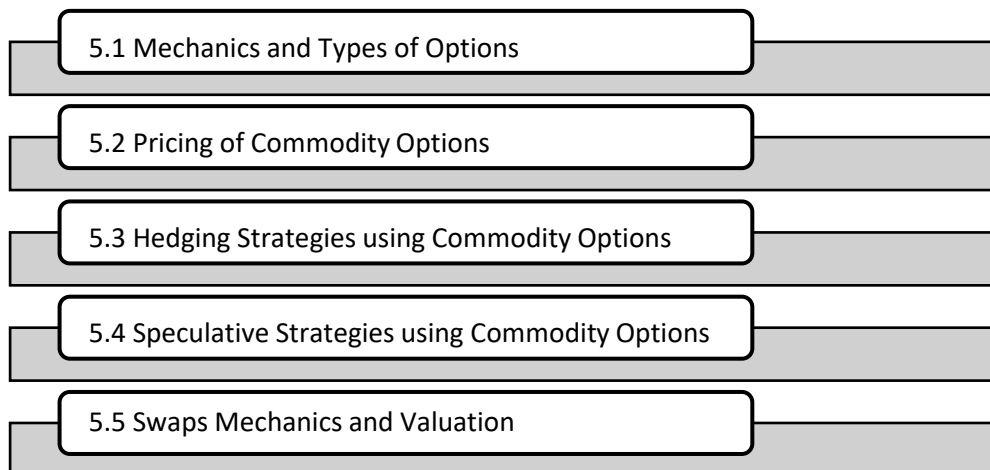 5.1 Mechanics and Types of Options
5.2 Pricing of Commodity Options
5.3 Hedging Strategies using Commodity Options
5.4 Speculative Strategies using Commodity Options
5.5 Swaps Mechanics and Valuation